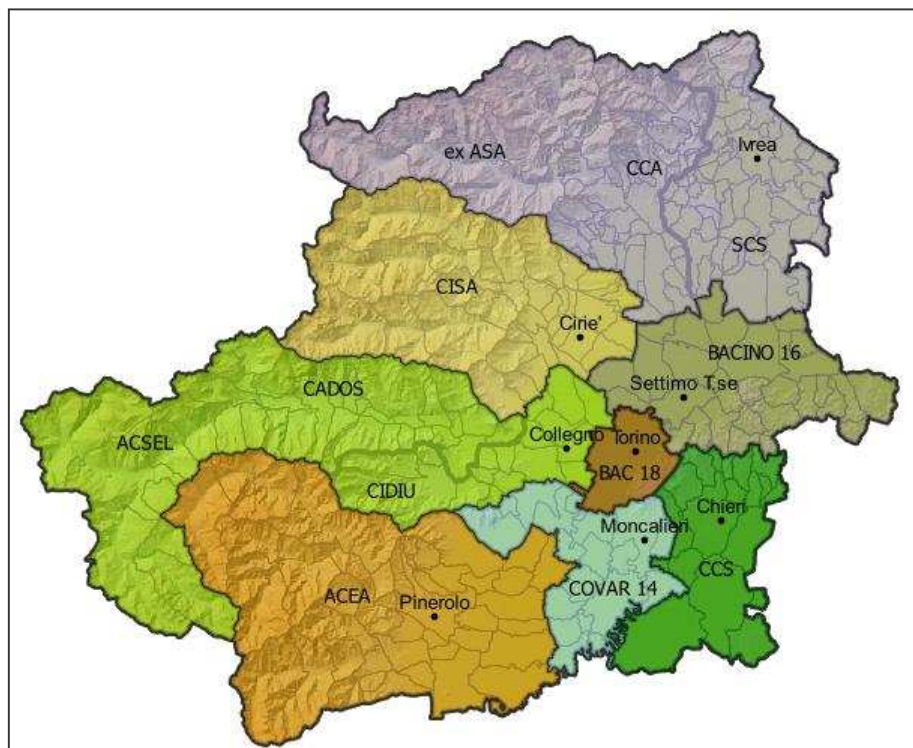 Ivrea
ex ASA
CCA
SCS
CISA
Cirie'
BACINO 16
CADOS
Settimo T.se
ACSEL
Collegno
Torino
CIDIU
BAC 18
Chieri
Moncalieri
CCS
COVAR 14
ACEA
Pinerolo